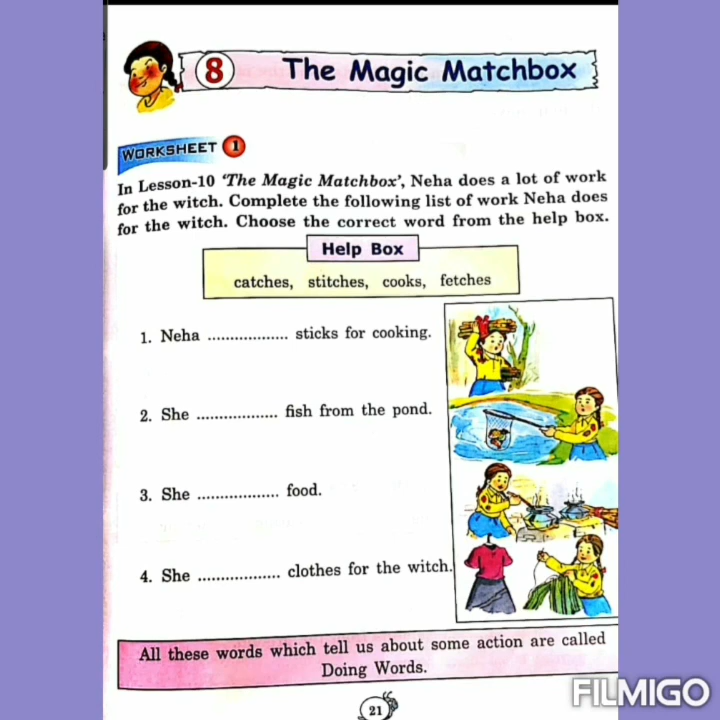 8 The Magic Matchbox
WORKSHEET 1
In Lesson-10 'The Magic Matchbox', Neha does a lot of work
for the witch. Complete the following list of work Neha does
for the witch. Choose the correct word from the help box.
Help Box
catches, stitches, cooks, fetches
1. Neha .................. sticks for cooking.
2. She .................. fish from the pond.
3. She .................. food.
4. She .................. clothes for the witch.
All these words which tell us about some action are called
Doing Words.
21
FILMIGO